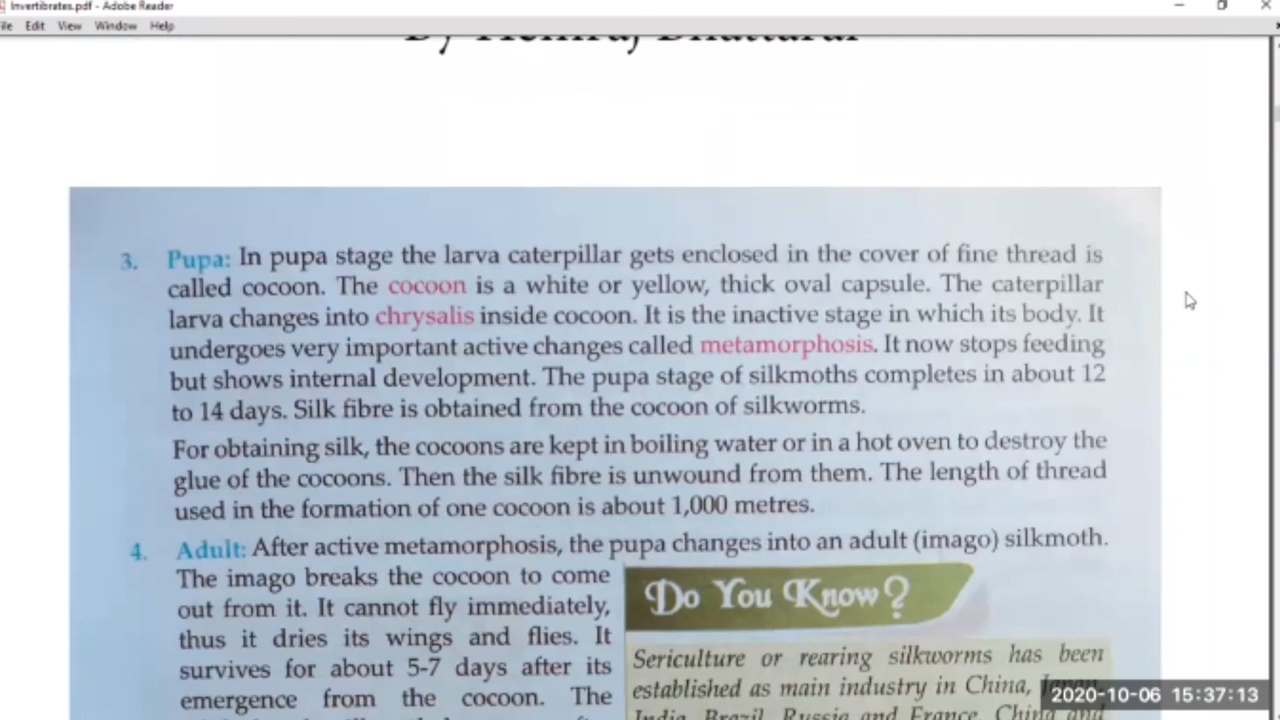 Invertibrates.pdf - Adobe Reader
File Edit View Window Help
3. Pupa: In pupa stage the larva caterpillar gets enclosed in the cover of fine thread is
called cocoon. The cocoon is a white or yellow, thick oval capsule. The caterpillar
larva changes into chrysalis inside cocoon. It is the inactive stage in which its body. It
undergoes very important active changes called metamorphosis. It now stops feeding
but shows internal development. The pupa stage of silkmoths completes in about 12
to 14 days. Silk fibre is obtained from the cocoon of silkworms.
For obtaining silk, the cocoons are kept in boiling water or in a hot oven to destroy the
glue of the cocoons. Then the silk fibre is unwound from them. The length of thread
used in the formation of one cocoon is about 1,000 metres.
4. Adult: After active metamorphosis, the pupa changes into an adult (imago) silkmoth.
The imago breaks the cocoon to come
out from it. It cannot fly immediately,
thus it dries its wings and flies. It
survives for about 5-7 days after its
emergence from the cocoon. The
Do You Know?
Sericulture or rearing silkworms has been
established as main industry in China, Japan,
India, Brazil, Russia and France. China and
2020-10-06 15:37:13